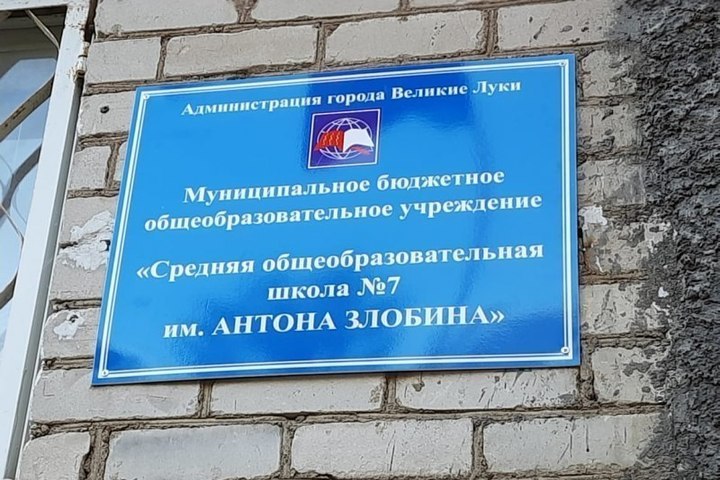 Администрация города Великие Луки
Муниципальное бюджетное
общеобразовательное учреждение
«Средняя общеобразовательная
школа №7
им. АНТОНА ЗЛОБИНА»